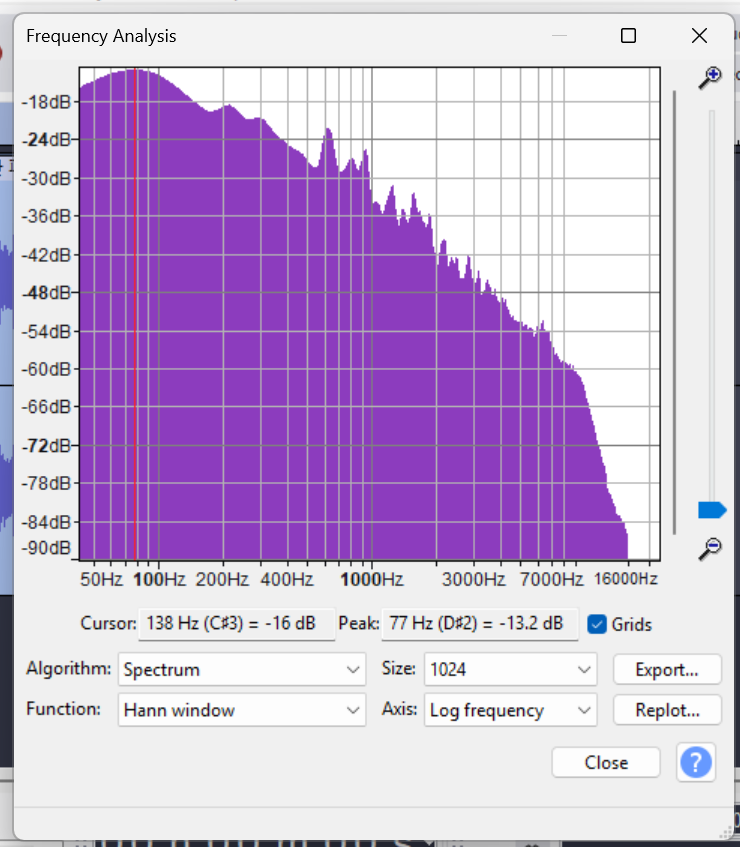 Frequency Analysis
-18dB
-24dB
-30dB
-36dB
-42dB
-48dB
-54dB
-60dB
-66dB
-72dB
-78dB
-84dB
-90dB
50Hz 100Hz 200Hz 400Hz 1000Hz 3000Hz 7000Hz 16000Hz
Cursor: 138 Hz (C♯3) = -16 dB Peak: 77 Hz (D♯2) = -13.2 dB Grids
Algorithm: Spectrum Size: 1024 Export...
Function: Hann window Axis: Log frequency Replot...
Close ?